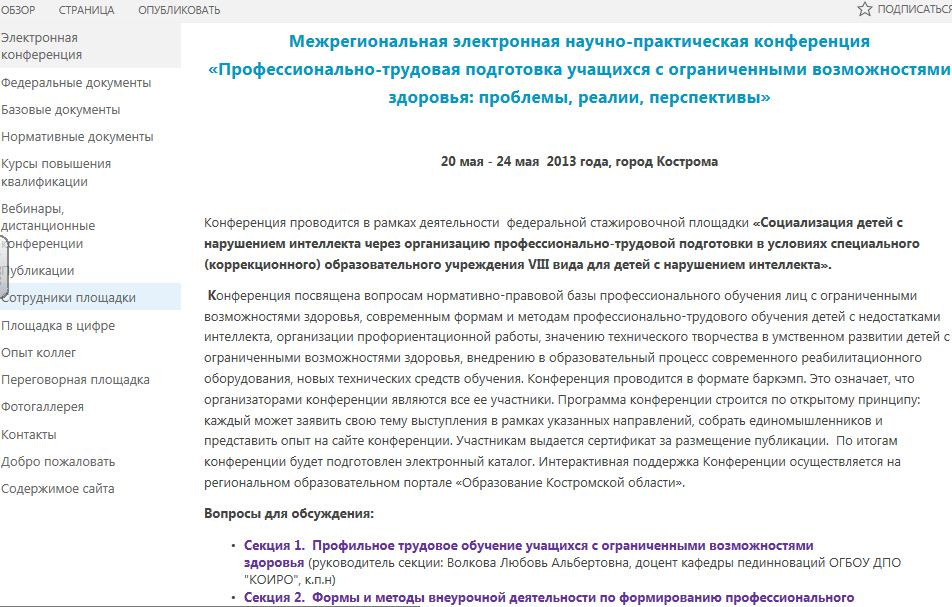 ОБЗОР СТРАНИЦА ОПУБЛИКОВАТЬ ПОДПИСАТЬСЯ
Электронная
конференция
Федеральные документы
Базовые документы
Нормативные документы
Курсы повышения
квалификации
Вебинары,
дистанционные
конференции
Публикации
Сотрудники площадки
Площадка в цифре
Опыт коллег
Переговорная площадка
Фотогаллерея
Контакты
Добро пожаловать
Содержимое сайта
Межрегиональная электронная научно-практическая конференция
«Профессионально-трудовая подготовка учащихся с ограниченными возможностями
здоровья: проблемы, реалии, перспективы»
20 мая - 24 мая 2013 года, город Кострома
Конференция проводится в рамках деятельности федеральной стажировочной площадки «Социализация детей с
нарушением интеллекта через организацию профессионально-трудовой подготовки в условиях специального
(коррекционного) образовательного учреждения VIII вида для детей с нарушением интеллекта».
Конференция посвящена вопросам нормативно-правовой базы профессионального обучения лиц с ограниченными
возможностями здоровья, современным формам и методам профессионально-трудового обучения детей с недостатками
интеллекта, организации профориентационной работы, значению технического творчества в умственном развитии детей с
ограниченными возможностями здоровья, внедрению в образовательный процесс современного реабилитационного
оборудования, новых технических средств обучения. Конференция проводится в формате баркэмп. Это означает, что
организаторами конференции являются все ее участники. Программа конференции строится по открытому принципу:
каждый может заявить свою тему выступления в рамках указанных направлений, собрать единомышленников и
представить опыт на сайте конференции. Участникам выдается сертификат за размещение публикации. По итогам
конференции будет подготовлен электронный каталог. Интерактивная поддержка Конференции осуществляется на
региональном образовательном портале «Образование Костромской области».
Вопросы для обсуждения:
• Секция 1. Профильное трудовое обучение учащихся с ограниченными возможностями
здоровья (руководитель секции: Волкова Любовь Альбертовна, доцент кафедры пединноваций ОГБОУ ДПО
"КОИРО", к.п.н)
• Секция 2. Формы и методы внеурочной деятельности по формированию профессионального